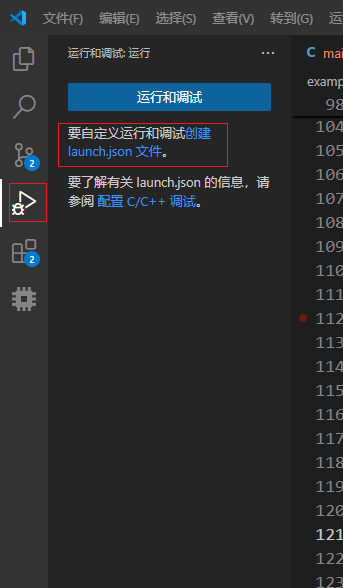 文件(F) 编辑(E) 选择(S) 查看(V) 转到(G)
运行和调试: 运行 ···
C mai
examp
运行和调试
98
104
要自定义运行和调试创建
launch.json 文件。
105
106
要了解有关 launch.json 的信息，请
参阅 配置 C/C++ 调试。
107
108
109
110
111
112
113
114
115
116
117
118
119
120
121
122
123
2
2